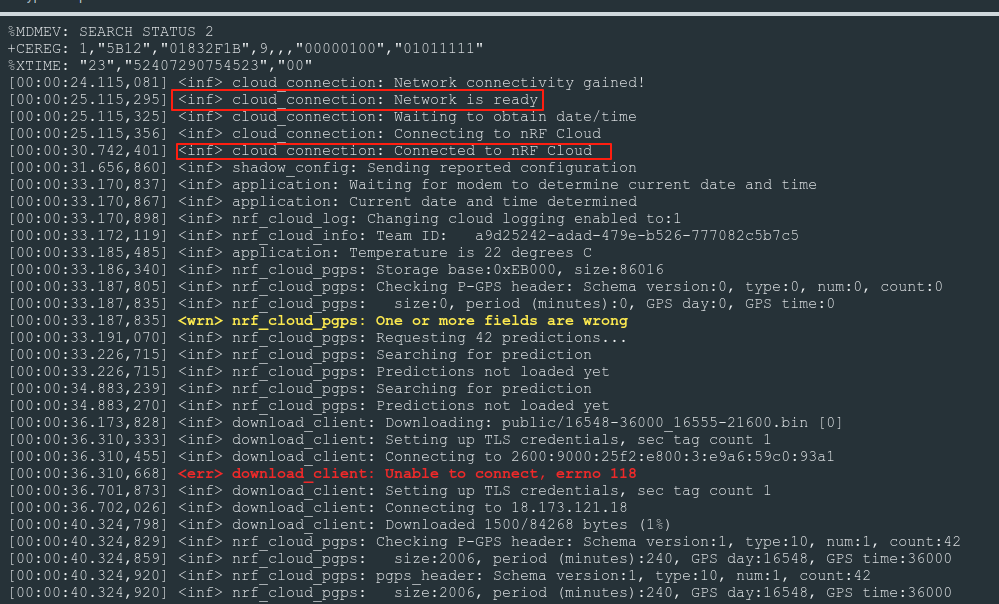 %MDMEV: SEARCH STATUS 2
+CEREG: 1,"5B12","01832F1B",9,,,"00000100","01011111"
%XTIME: "23","52407290754523","00"
[00:00:24.115,081] <inf> cloud_connection: Network connectivity gained!
[00:00:25.115,295] <inf> cloud_connection: Network is ready
[00:00:25.115,325] <inf> cloud_connection: Waiting to obtain date/time
[00:00:25.115,356] <inf> cloud_connection: Connecting to nRF Cloud
[00:00:30.742,401] <inf> cloud_connection: Connected to nRF Cloud
[00:00:31.656,860] <inf> shadow_config: Sending reported configuration
[00:00:33.170,837] <inf> application: Waiting for modem to determine current date and time
[00:00:33.170,867] <inf> application: Current date and time determined
[00:00:33.170,898] <inf> nrf_cloud_log: Changing cloud logging enabled to:1
[00:00:33.172,119] <inf> nrf_cloud_info: Team ID:   a9d25242-adad-479e-b526-777082c5b7c5
[00:00:33.185,485] <inf> application: Temperature is 22 degrees C
[00:00:33.186,340] <inf> nrf_cloud_pgps: Storage base:0xEB000, size:86016
[00:00:33.187,805] <inf> nrf_cloud_pgps: Checking P-GPS header: Schema version:0, type:0, num:0, count:0
[00:00:33.187,835] <inf> nrf_cloud_pgps:   size:0, period (minutes):0, GPS day:0, GPS time:0
[00:00:33.187,835] <wrn> nrf_cloud_pgps: One or more fields are wrong
[00:00:33.191,070] <inf> nrf_cloud_pgps: Requesting 42 predictions...
[00:00:33.226,715] <inf> nrf_cloud_pgps: Searching for prediction
[00:00:33.226,715] <inf> nrf_cloud_pgps: Predictions not loaded yet
[00:00:34.883,239] <inf> nrf_cloud_pgps: Searching for prediction
[00:00:34.883,270] <inf> nrf_cloud_pgps: Predictions not loaded yet
[00:00:36.173,828] <inf> download_client: Downloading: public/16548-36000_16555-21600.bin [0]
[00:00:36.310,333] <inf> download_client: Setting up TLS credentials, sec tag count 1
[00:00:36.310,455] <inf> download_client: Connecting to 2600:9000:25f2:e800:3:e9a6:59c0:93a1
[00:00:36.310,668] <err> download_client: Unable to connect, errno 118
[00:00:36.701,873] <inf> download_client: Setting up TLS credentials, sec tag count 1
[00:00:36.702,026] <inf> download_client: Connecting to 18.173.121.18
[00:00:40.324,798] <inf> download_client: Downloaded 1500/84268 bytes (1%)
[00:00:40.324,829] <inf> nrf_cloud_pgps: Checking P-GPS header: Schema version:1, type:10, num:1, count:42
[00:00:40.324,859] <inf> nrf_cloud_pgps:   size:2006, period (minutes):240, GPS day:16548, GPS time:36000
[00:00:40.324,920] <inf> nrf_cloud_pgps: pgps_header: Schema version:1, type:10, num:1, count:42
[00:00:40.324,920] <inf> nrf_cloud_pgps:   size:2006, period (minutes):240, GPS day:16548, GPS time:36000